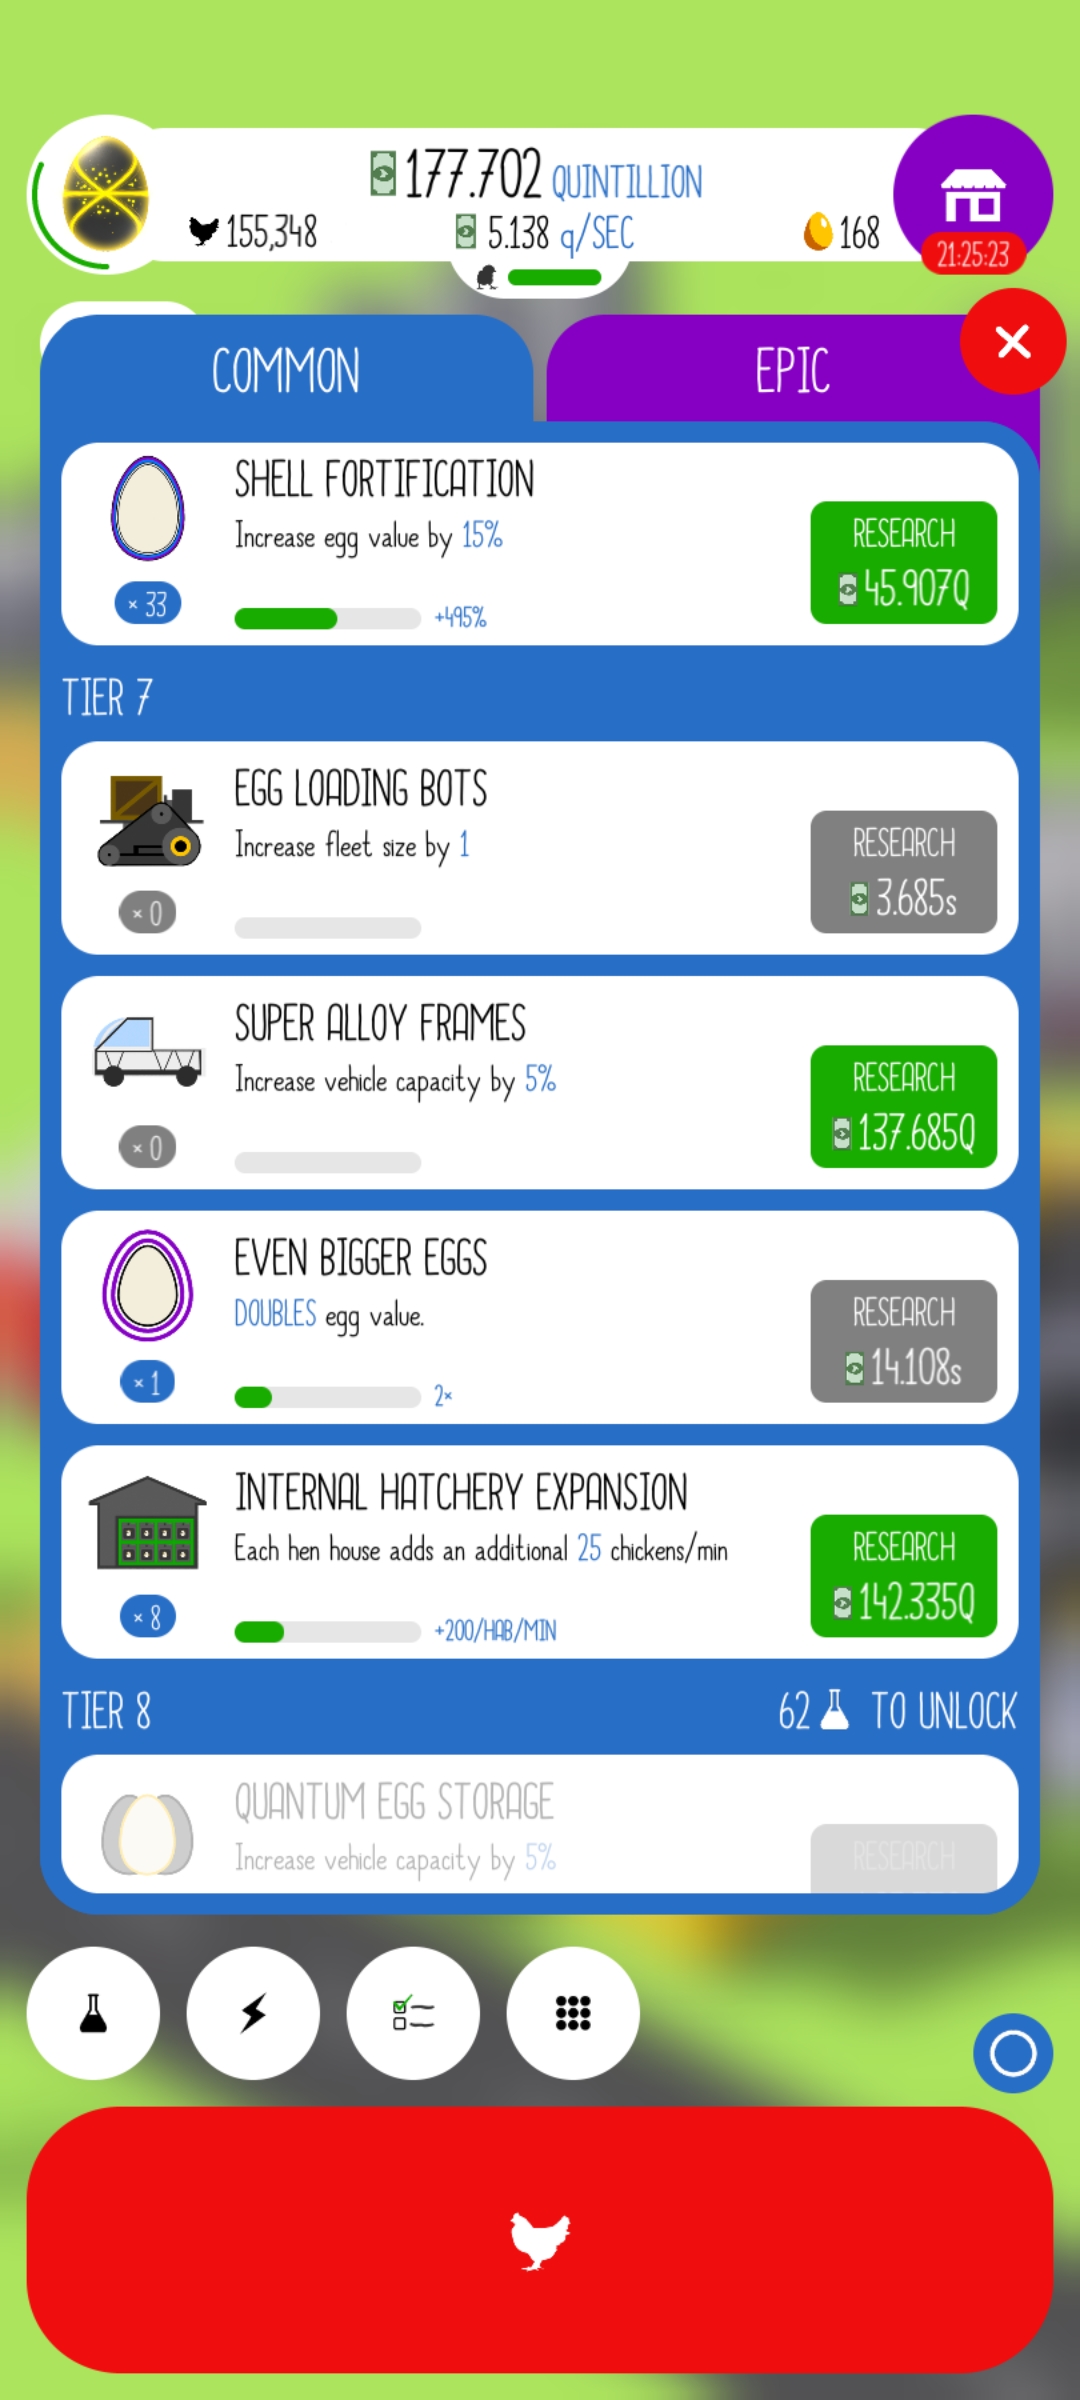 177.702 QUINTILLION
155,348
5.138 q/SEC
168
21:25:23
COMMON
EPIC
SHELL FORTIFICATION
Increase egg value by 15%
RESEARCH
45.907Q
× 33
+495%
TIER 7
EGG LOADING BOTS
Increase fleet size by 1
RESEARCH
3.685s
× 0
SUPER ALLOY FRAMES
Increase vehicle capacity by 5%
RESEARCH
137.685Q
× 0
EVEN BIGGER EGGS
DOUBLES egg value.
RESEARCH
14.108s
× 1
2×
INTERNAL HATCHERY EXPANSION
Each hen house adds an additional 25 chickens/min
RESEARCH
142.335Q
× 8
+200/HAB/MIN
TIER 8
62 TO UNLOCK
QUANTUM EGG STORAGE
Increase vehicle capacity by 5%
RESEARCH